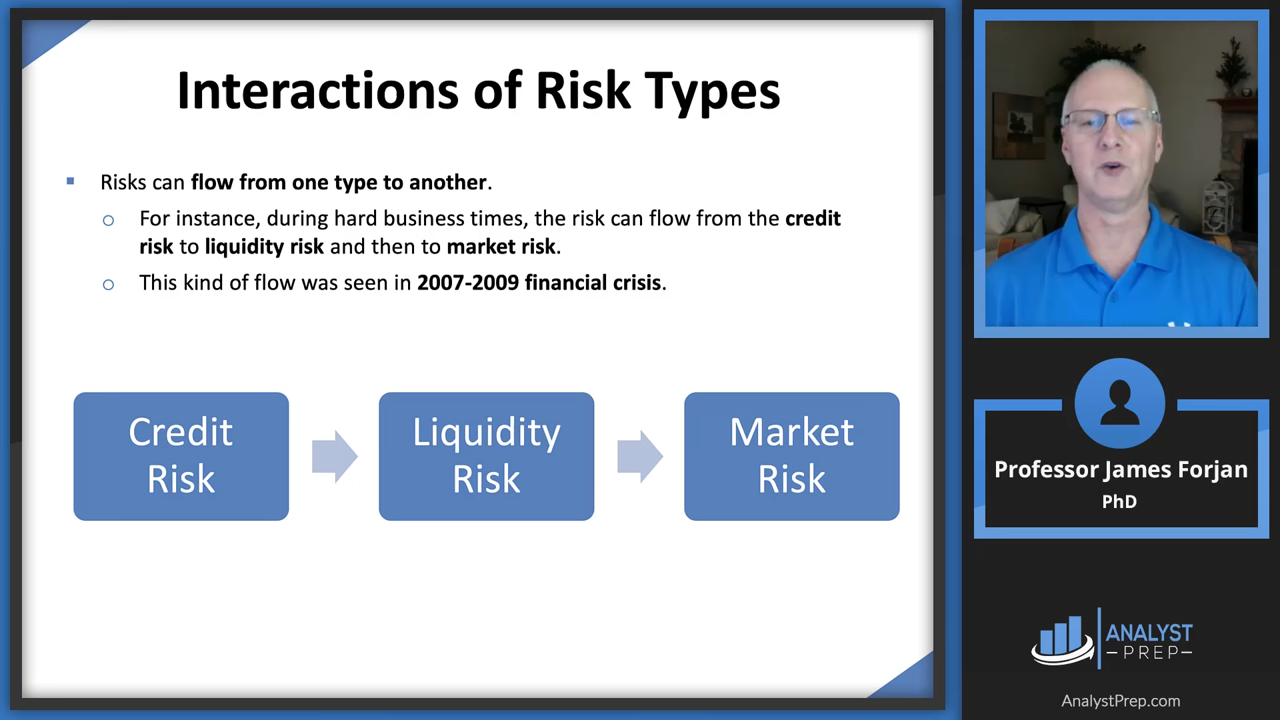 Interactions of Risk Types
▪ Risks can flow from one type to another.
o For instance, during hard business times, the risk can flow from the credit
risk to liquidity risk and then to market risk.
o This kind of flow was seen in 2007-2009 financial crisis.
Credit
Risk
Liquidity
Risk
Market
Risk
Professor James Forjan
PhD
ANALYST
PREP
AnalystPrep.com